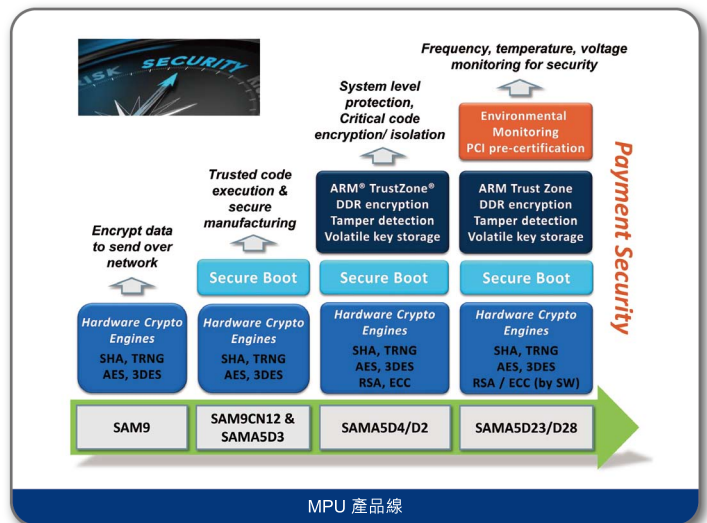 RISK
SECURITY
Frequency, temperature, voltage
monitoring for security
System level
protection,
Critical code
encryption/ isolation
Environmental
Monitoring
PCI pre-certification
Payment Security
Trusted code
execution &
secure
manufacturing
ARM® TrustZone®
DDR encryption
Tamper detection
Volatile key storage
ARM Trust Zone
DDR encryption
Tamper detection
Volatile key storage
Encrypt data
to send over
network
Secure Boot
Secure Boot
Secure Boot
Hardware Crypto
Engines
SHA, TRNG
AES, 3DES
Hardware Crypto
Engines
SHA, TRNG
AES, 3DES
Hardware Crypto
Engines
SHA, TRNG
AES, 3DES
RSA, ECC
Hardware Crypto
Engines
SHA, TRNG
AES, 3DES
RSA / ECC (by SW)
SAM9
SAM9CN12 &
SAMA5D3
SAMA5D4/D2
SAMA5D23/D28
MPU 產品線